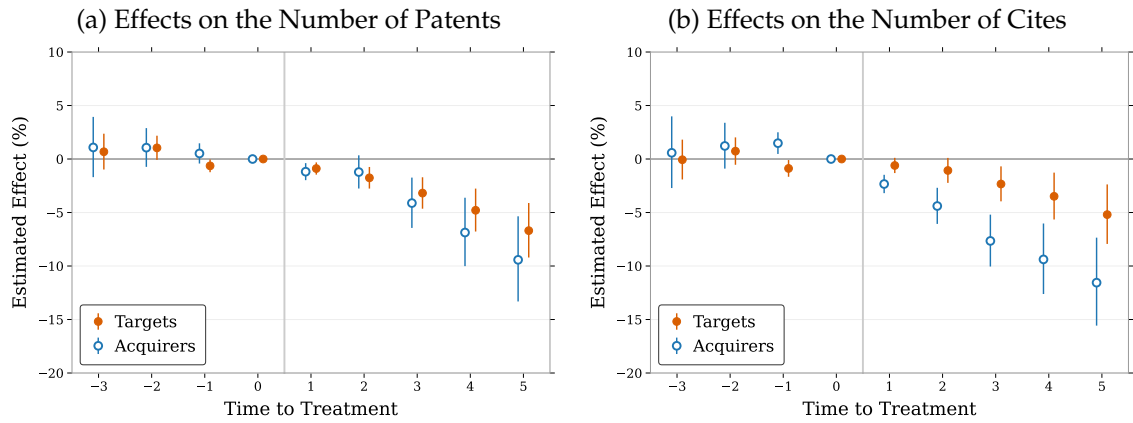 (a) Effects on the Number of Patents
10
5
0
−5
−10
−15
−20
Estimated Effect (%)
Targets
Acquirers
−3 −2 −1 0 1 2 3 4 5
Time to Treatment
(b) Effects on the Number of Cites
10
5
0
−5
−10
−15
−20
Estimated Effect (%)
Targets
Acquirers
−3 −2 −1 0 1 2 3 4 5
Time to Treatment